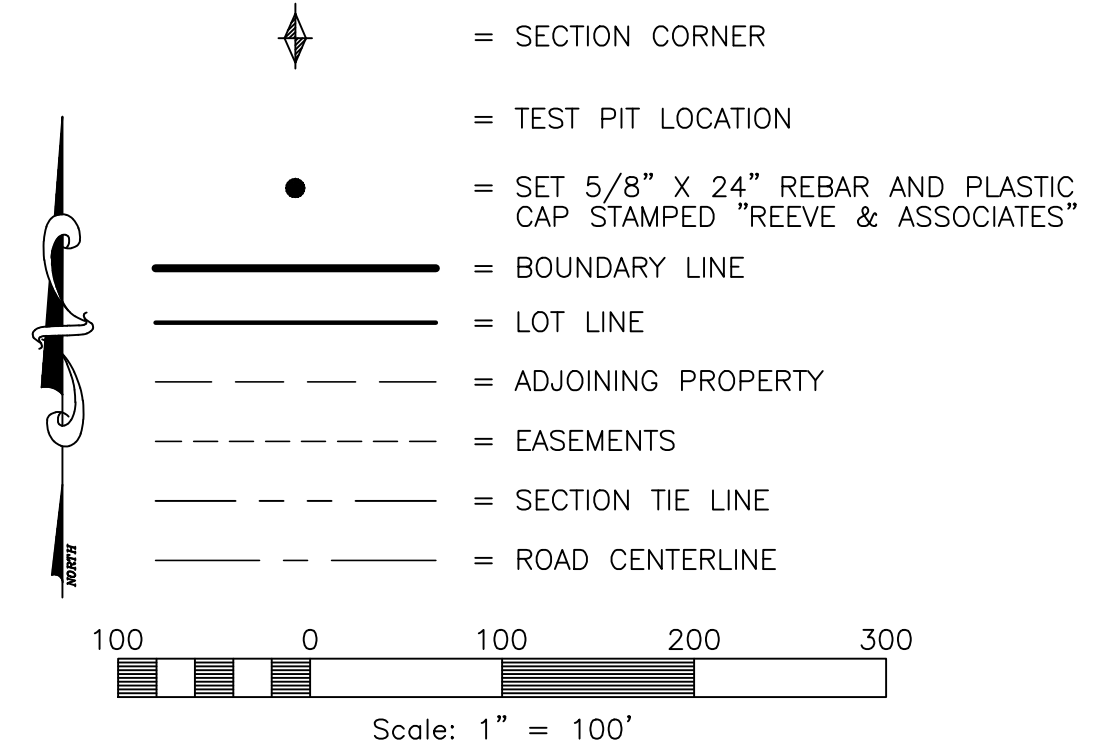 = SECTION CORNER
= TEST PIT LOCATION
= SET 5/8" X 24" REBAR AND PLASTIC
CAP STAMPED "REEVE & ASSOCIATES"
= BOUNDARY LINE
= LOT LINE
= ADJOINING PROPERTY
= EASEMENTS
= SECTION TIE LINE
= ROAD CENTERLINE
NORTH
100 0 100 200 300
Scale: 1" = 100'